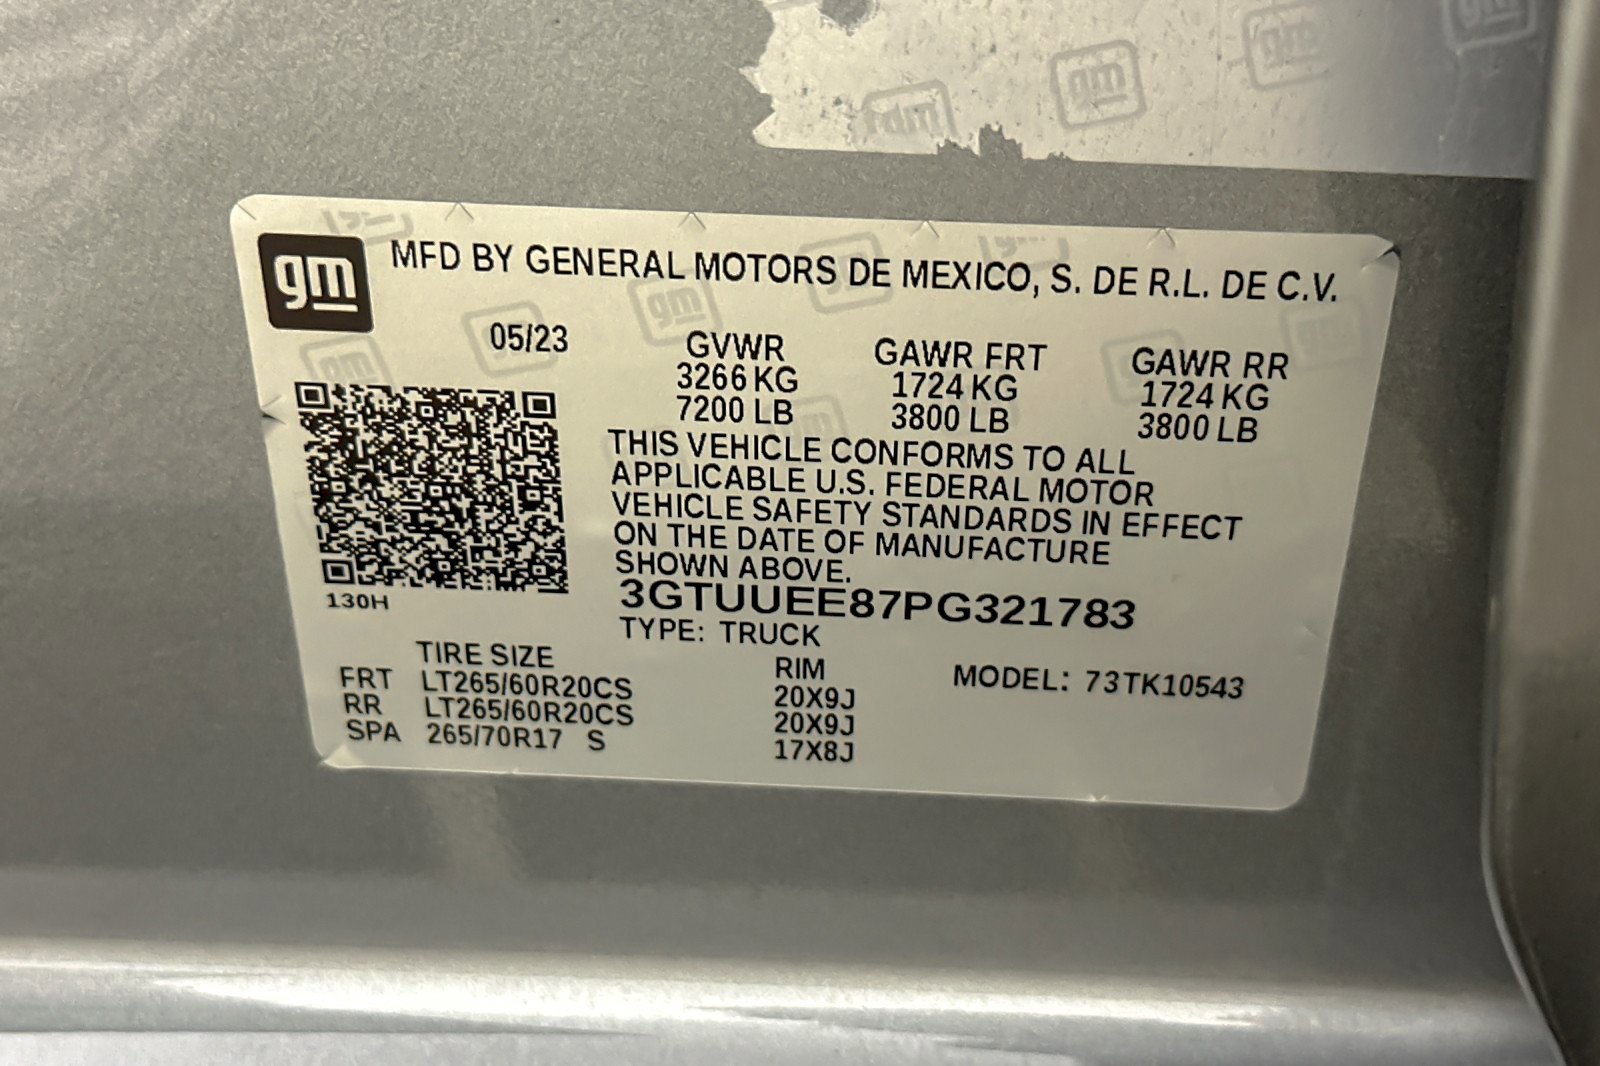 gm MFD BY GENERAL MOTORS DE MEXICO, S. DE R.L. DE C.V.
05/23 GVWR GAWR FRT GAWR RR
3266 KG 1724 KG 1724 KG
7200 LB 3800 LB 3800 LB
THIS VEHICLE CONFORMS TO ALL
APPLICABLE U.S. FEDERAL MOTOR
VEHICLE SAFETY STANDARDS IN EFFECT
ON THE DATE OF MANUFACTURE
SHOWN ABOVE.
130H 3GTUUEE87PG321783
TYPE: TRUCK
TIRE SIZE RIM MODEL: 73TK10543
FRT LT265/60R20CS 20X9J
RR LT265/60R20CS 20X9J
SPA 265/70R17 S 17X8J